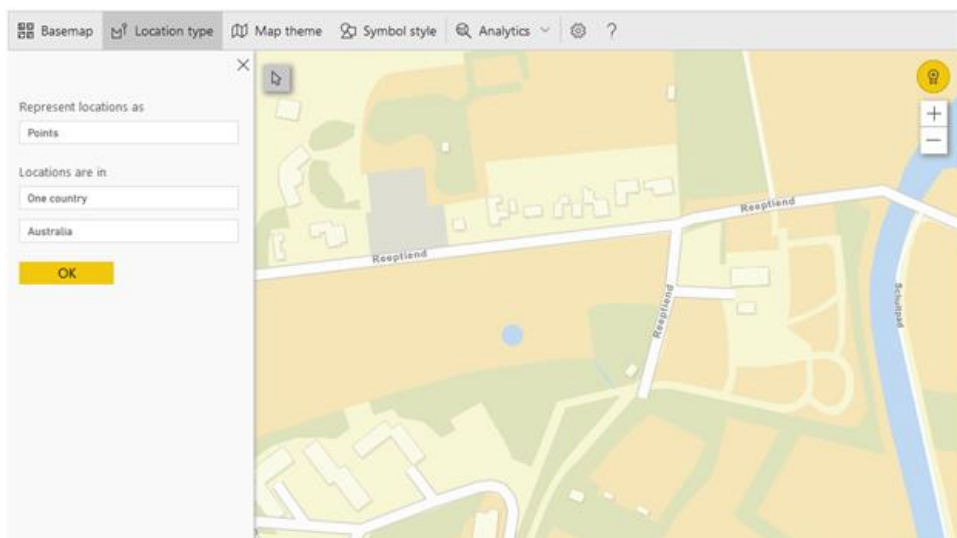 Basemap Location type Map theme Symbol style Analytics ?
Represent locations as
Points
Locations are in
One country
Australia
OK
Reeptiend
Reeptiend
Reeptiend
Schuitpad